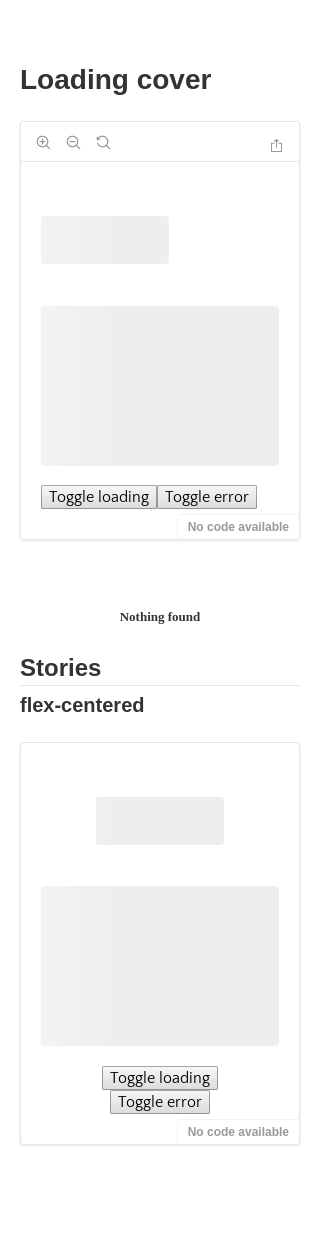 Loading cover
Toggle loading Toggle error
No code available
Nothing found
Stories
flex-centered
Toggle loading
Toggle error
No code available